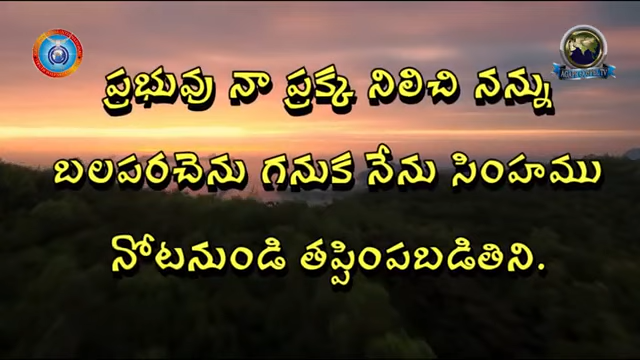 ప్రభువు నా ప్రక్క నిలిచి నన్ను
బలపరచెను గనుక నేను సింహము
నోటనుండి తప్పింపబడితిని.